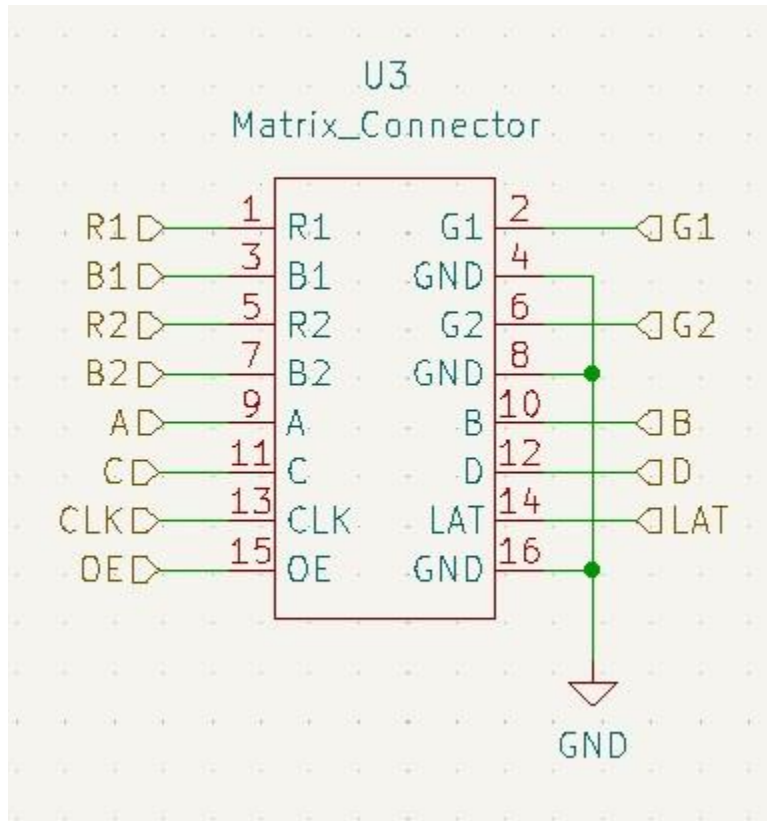 U3
Matrix_Connector
R1 1 R1 G1 2 G1
B1 3 B1 GND 4
R2 5 R2 G2 6 G2
B2 7 B2 GND 8
A 9 A B 10 B
C 11 C D 12 D
CLK 13 CLK LAT 14 LAT
OE 15 OE GND 16
GND